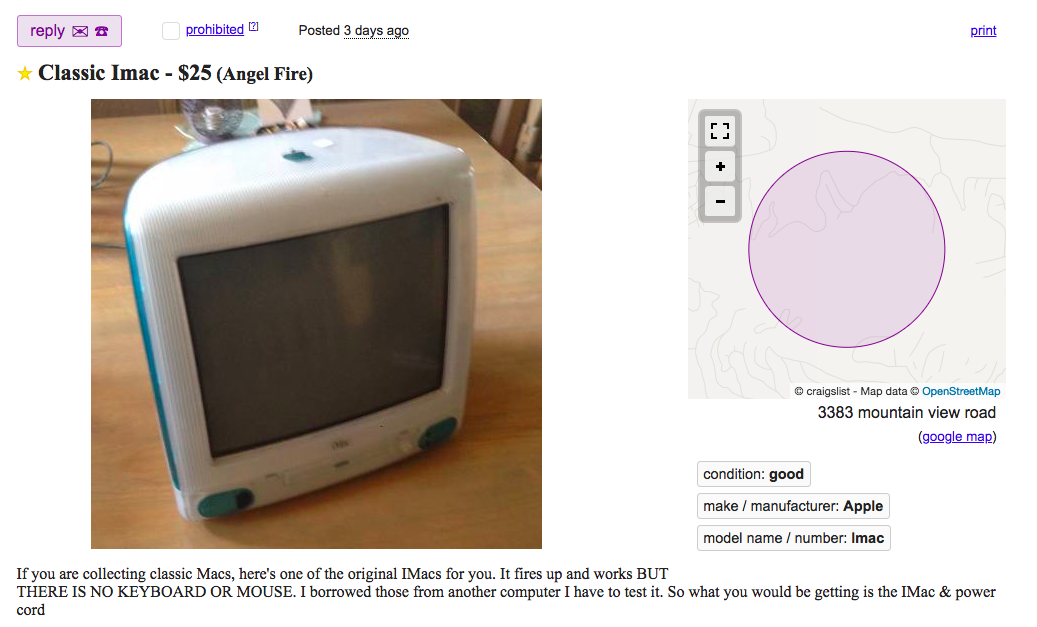 reply
prohibited [?]
Posted 3 days ago
print
Classic Imac - $25 (Angel Fire)
+
-
© craigslist - Map data © OpenStreetMap
3383 mountain view road
(google map)
condition: good
make / manufacturer: Apple
model name / number: Imac
If you are collecting classic Macs, here's one of the original IMacs for you. It fires up and works BUT
THERE IS NO KEYBOARD OR MOUSE. I borrowed those from another computer I have to test it. So what you would be getting is the IMac & power
cord